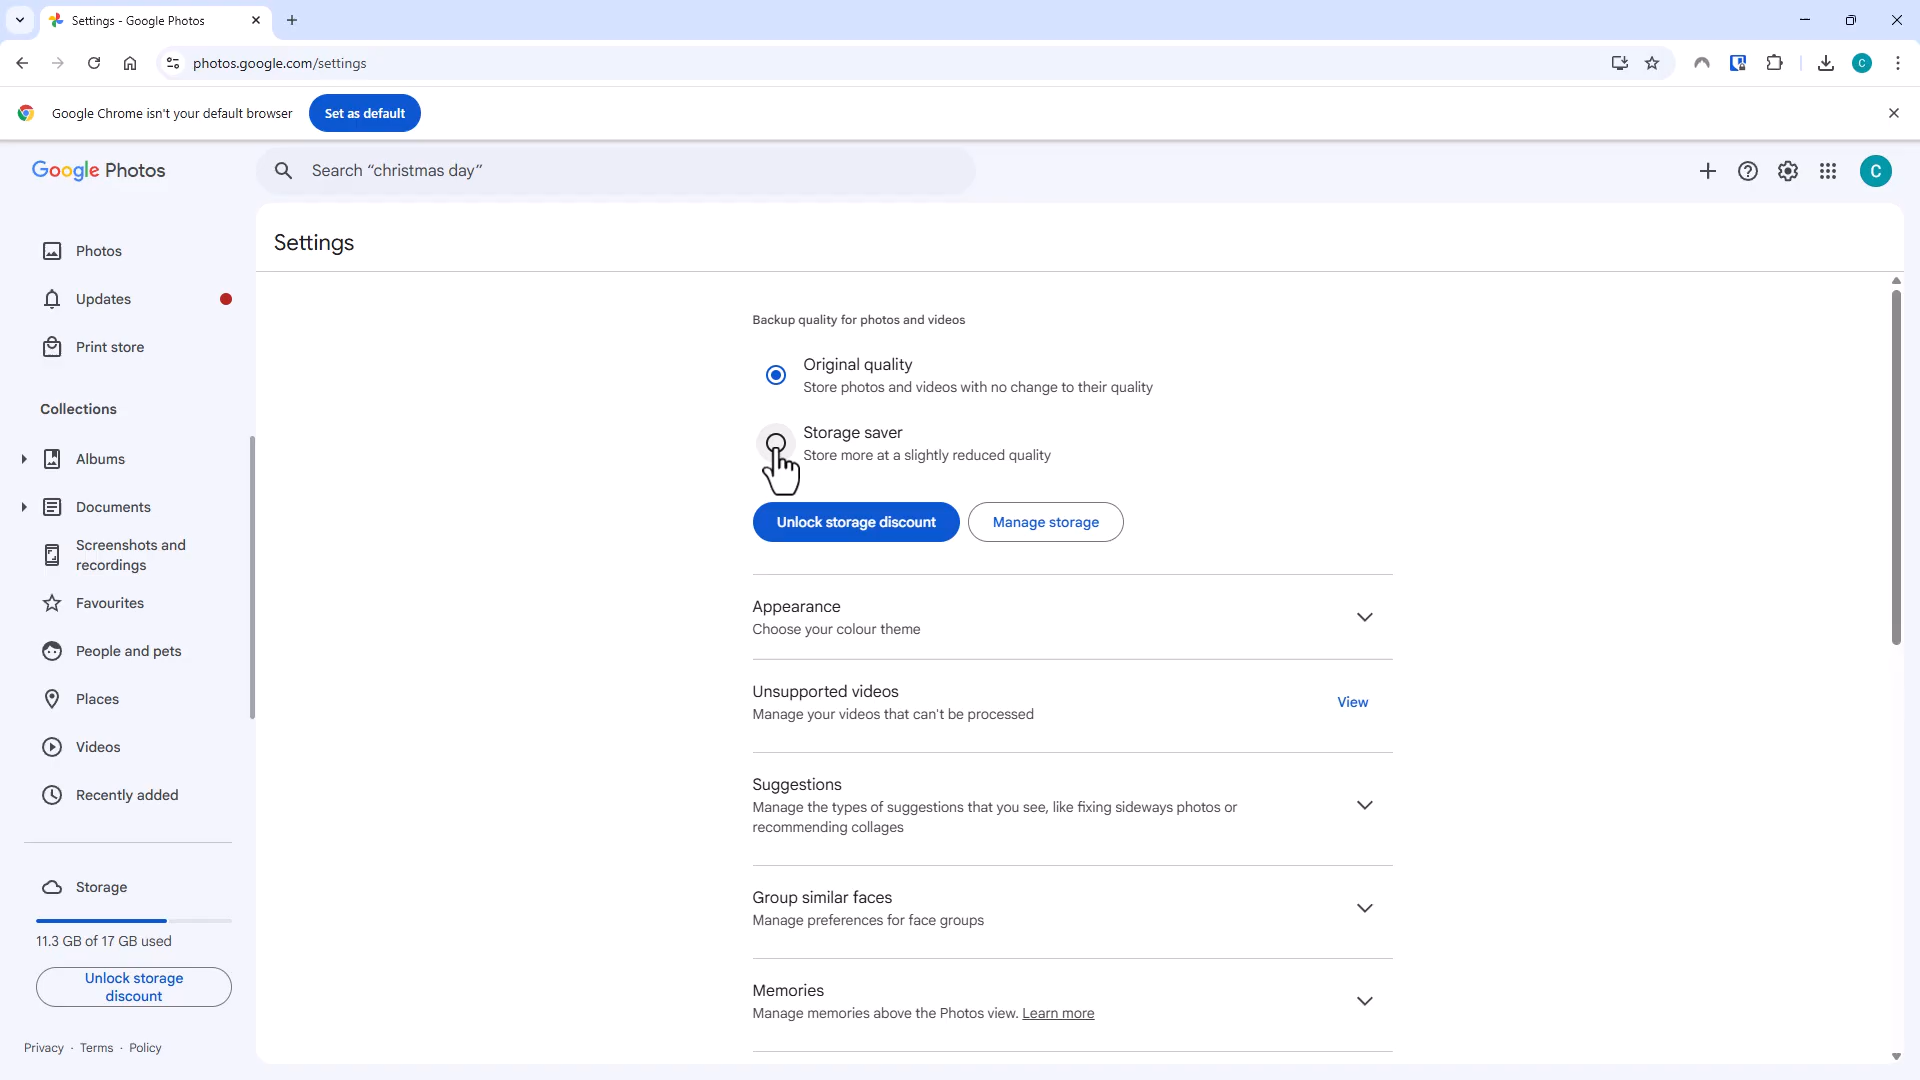 Settings - Google Photos
photos.google.com/settings
C
Google Chrome isn't your default browser
Set as default
Google Photos
Search “christmas day”
C
Photos
Updates
Print store
Collections
Albums
Documents
Screenshots and
recordings
Favourites
People and pets
Places
Videos
Recently added
Storage
11.3 GB of 17 GB used
Unlock storage
discount
Privacy · Terms · Policy
Settings
Backup quality for photos and videos
Original quality
Store photos and videos with no change to their quality
Storage saver
Store more at a slightly reduced quality
Unlock storage discount
Manage storage
Appearance
Choose your colour theme
Unsupported videos
Manage your videos that can't be processed
View
Suggestions
Manage the types of suggestions that you see, like fixing sideways photos or
recommending collages
Group similar faces
Manage preferences for face groups
Memories
Manage memories above the Photos view. Learn more